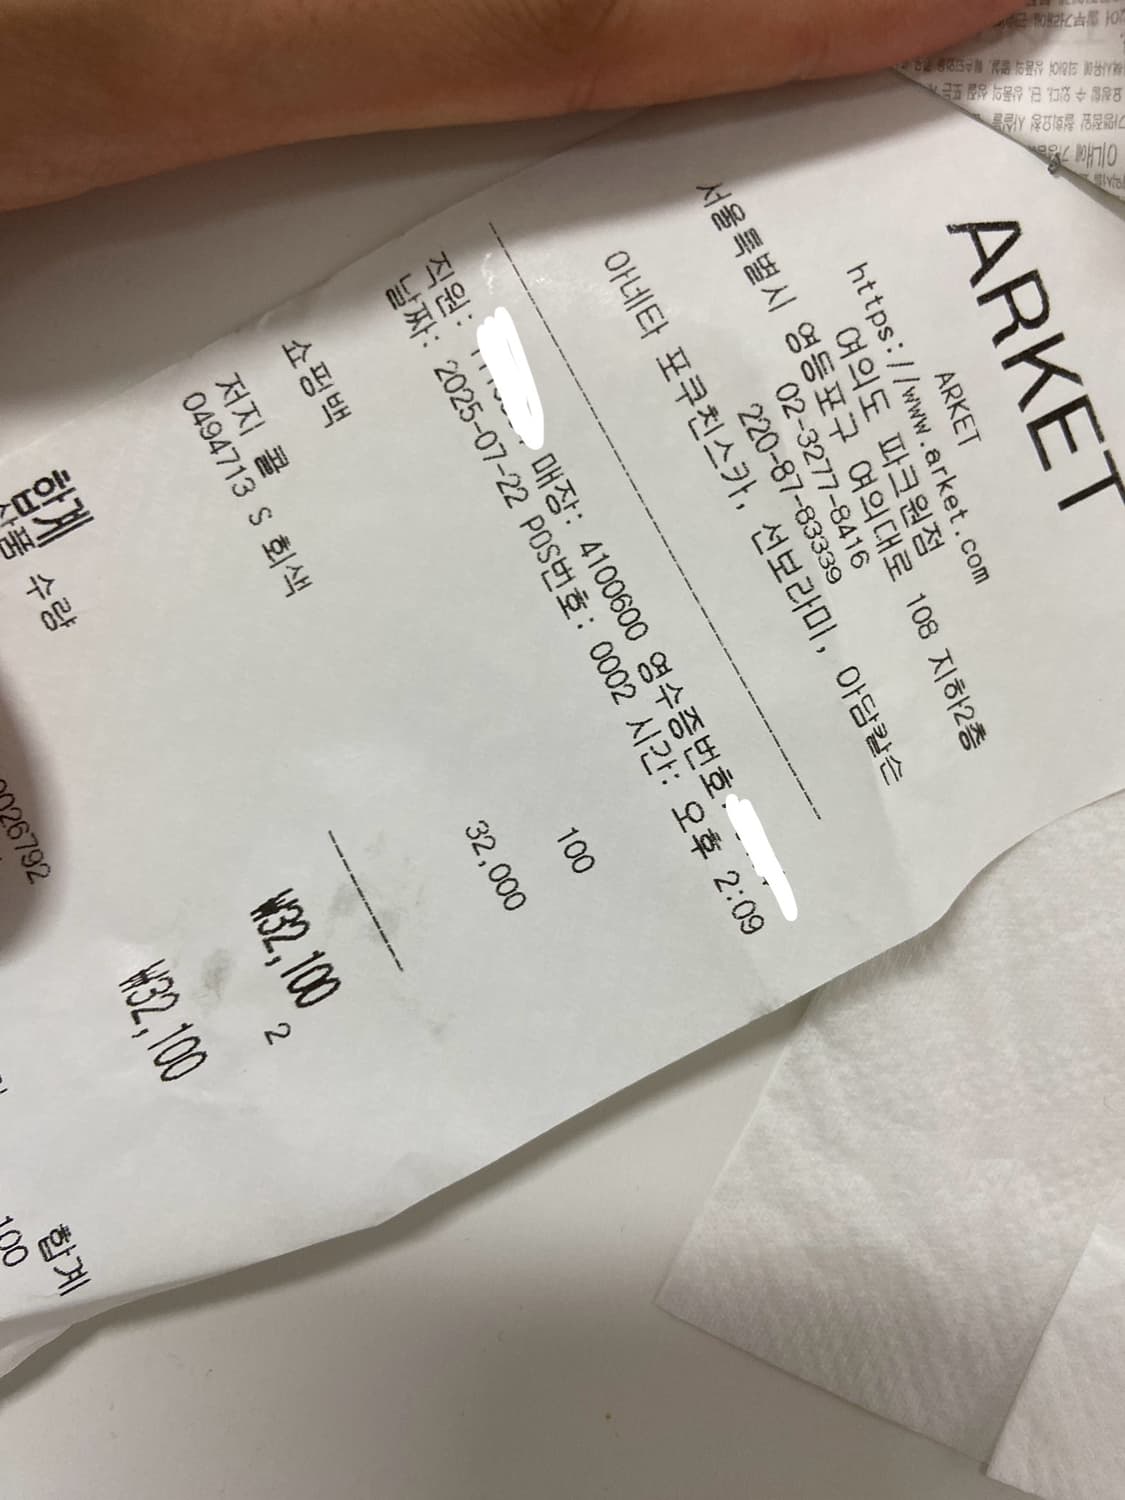 ARKET
ARKET
https://www.arket.com
여의도 파크원점
서울특별시 영등포구 여의대로 108 지하2층
02-3277-8416
220-87-83339
아네타 포쿠친스카, 선보라미, 아담칼슨
직원: 매장: 4100600 영수증번호:
날짜: 2025-07-22 POS번호: 0002 시간: 오후 2:09
쇼핑백 100
저지 쿨 32,000
0494713 S 회색
합계 ₩32,100
상품 수량 2
₩32,100
0026792
합계
100